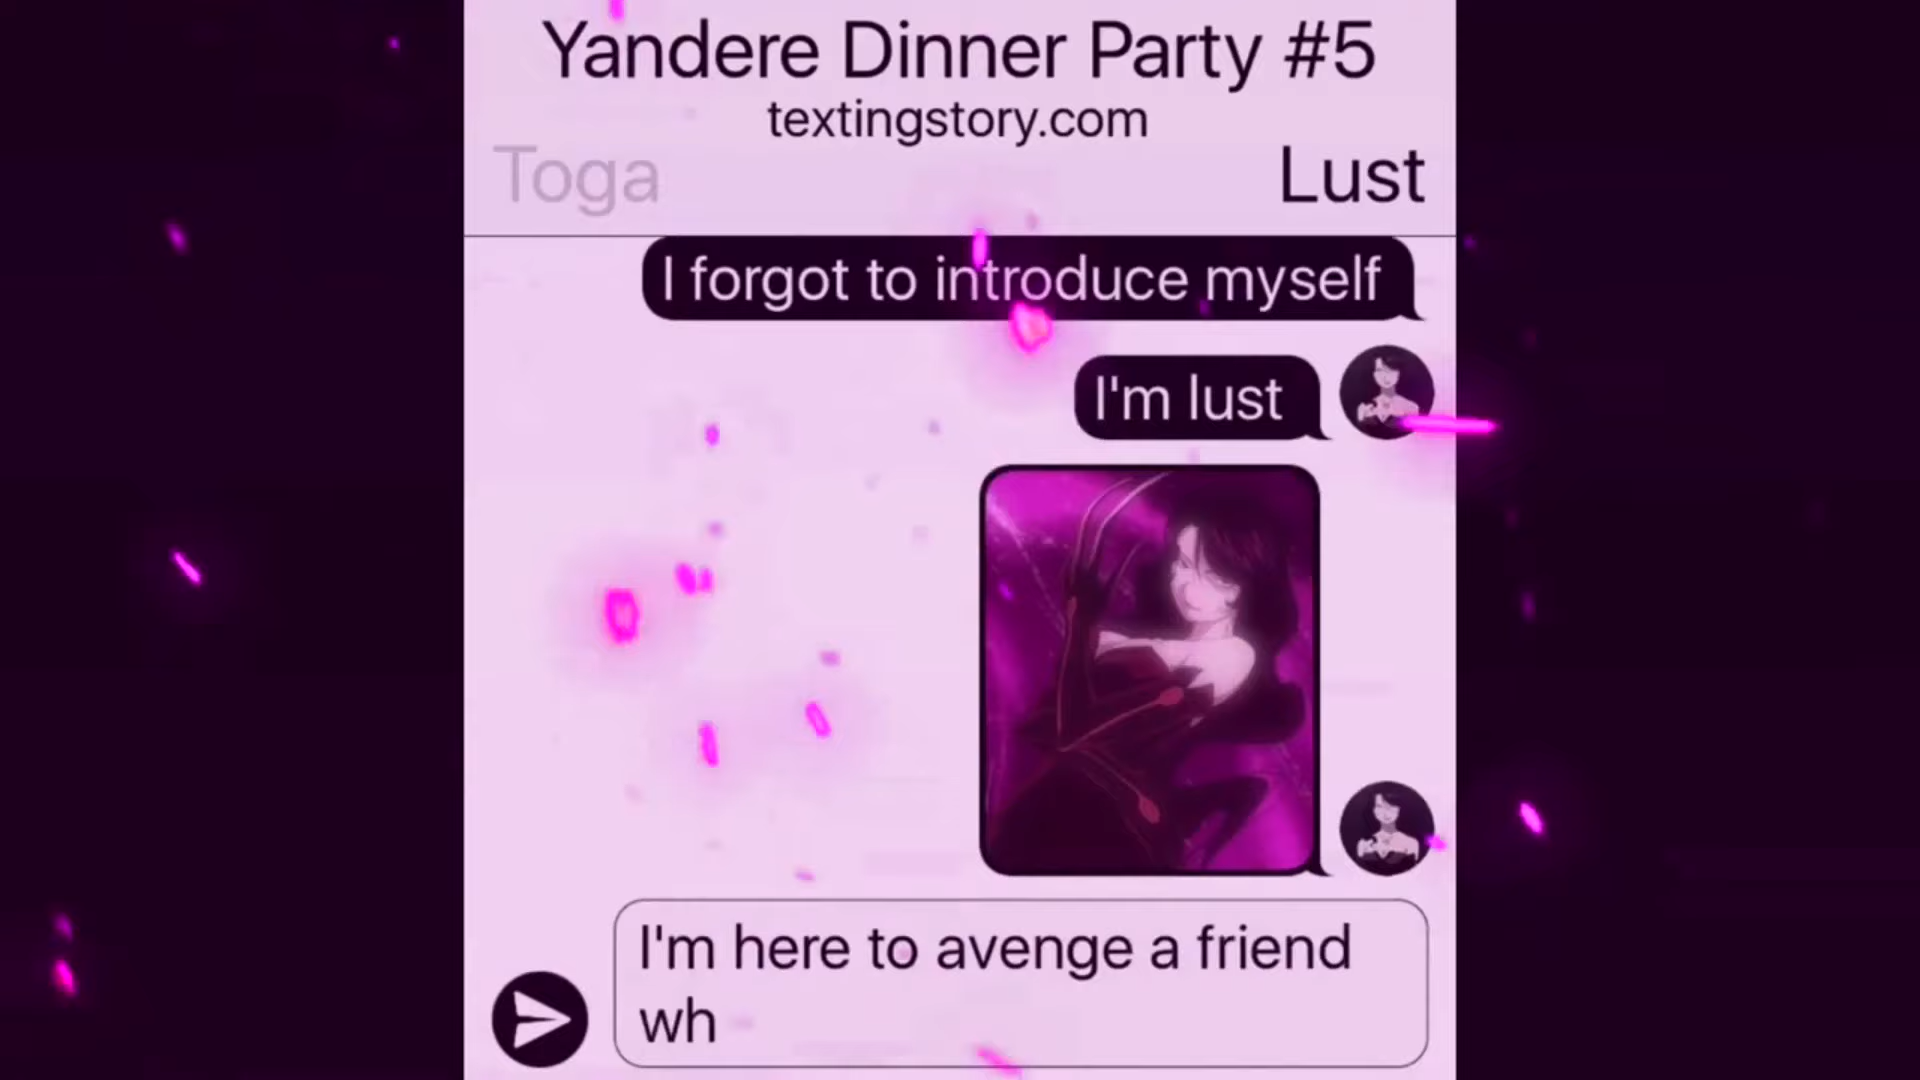 Yandere Dinner Party #5
textingstory.com
Toga
Lust
I forgot to introduce myself
I'm lust
I'm here to avenge a friend
wh